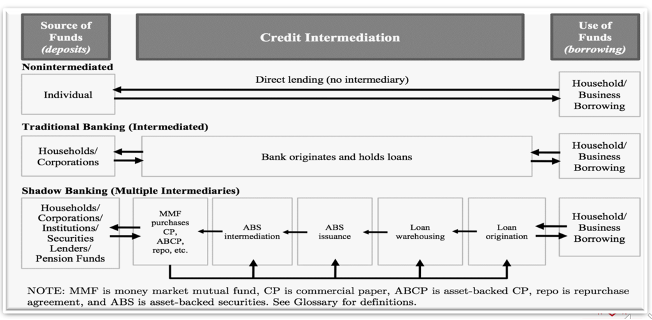 Source of
Funds
(deposits)
Credit Intermediation
Use of
Funds
(borrowing)
Nonintermediated
Individual
Direct lending (no intermediary)
Household/
Business
Borrowing
Traditional Banking (Intermediated)
Households/
Corporations
Bank originates and holds loans
Household/
Business
Borrowing
Shadow Banking (Multiple Intermediaries)
Households/
Corporations/
Institutions/
Securities
Lenders/
Pension Funds
MMF
purchases
CP,
ABCP,
repo, etc.
ABS
intermediation
ABS
issuance
Loan
warehousing
Loan
origination
Household/
Business
Borrowing
NOTE: MMF is money market mutual fund, CP is commercial paper, ABCP is asset-backed CP, repo is repurchase
agreement, and ABS is asset-backed securities. See Glossary for definitions.